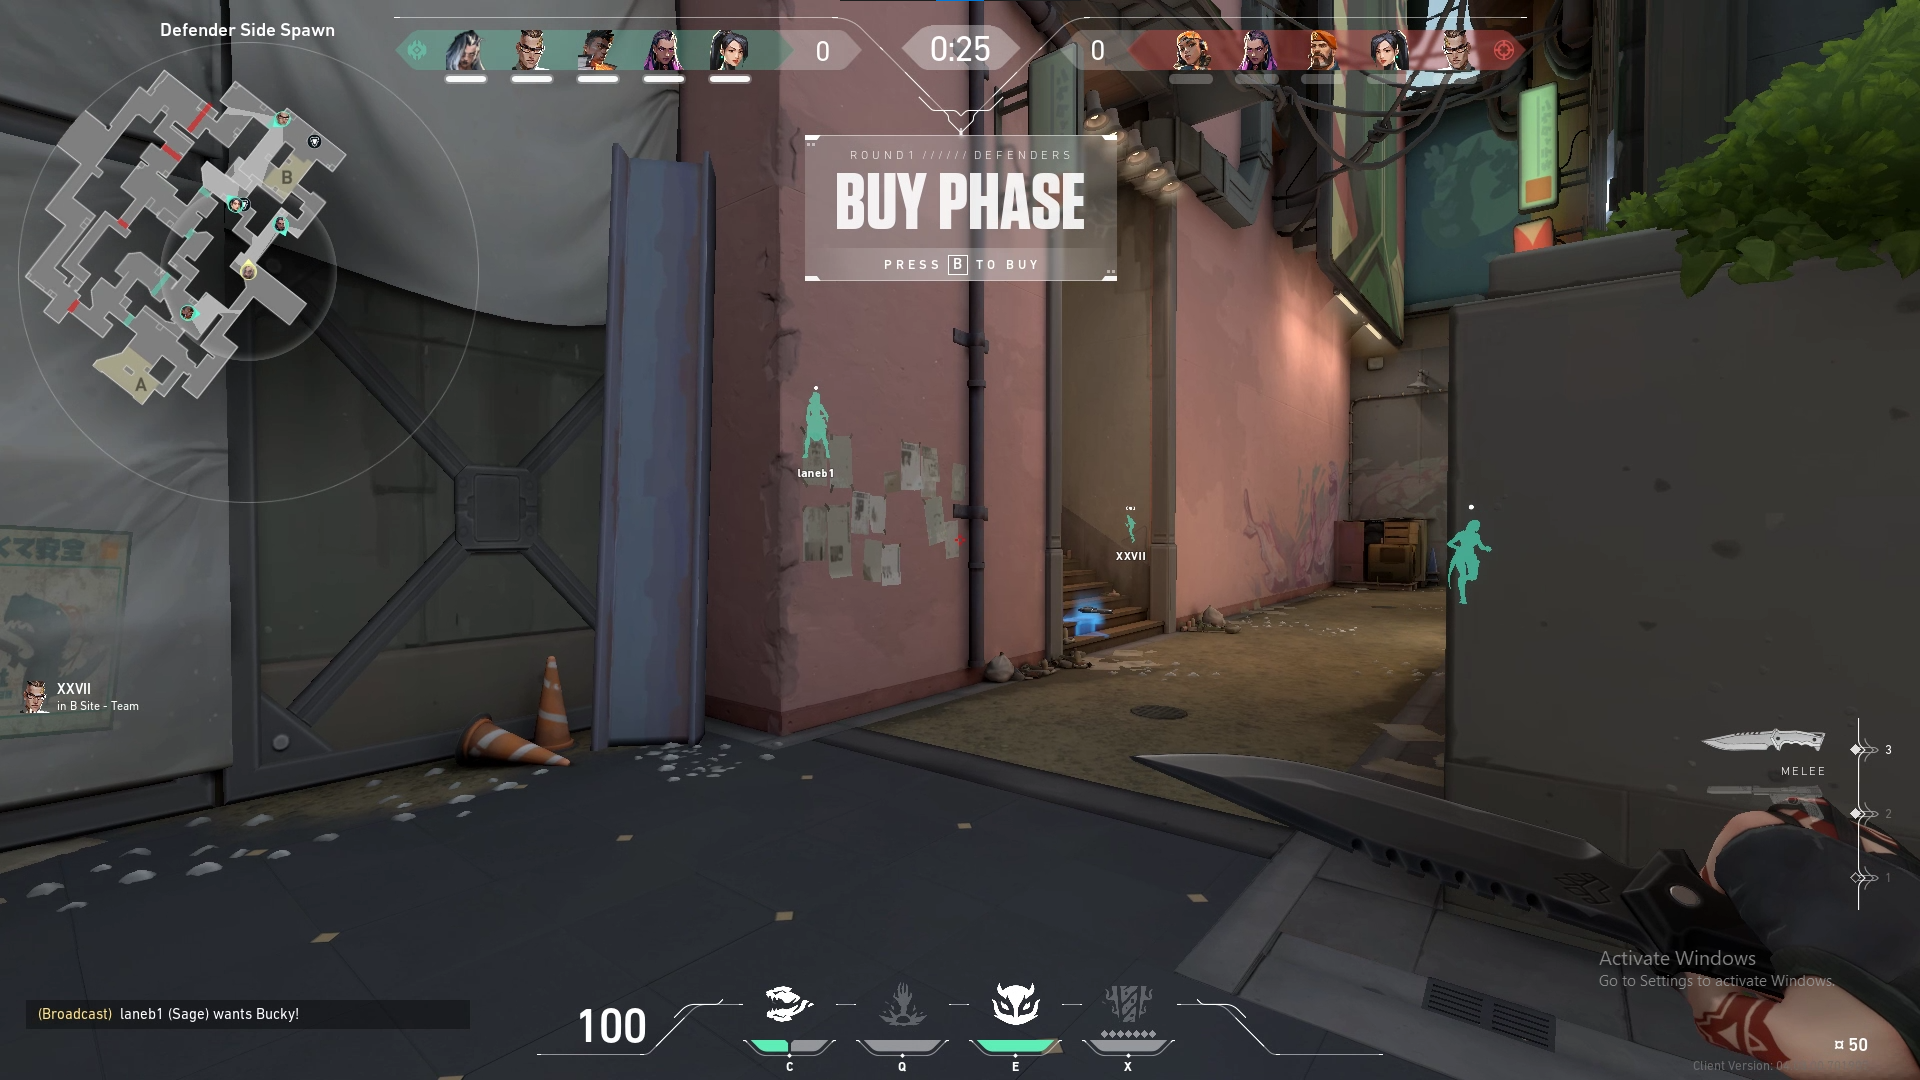 Defender Side Spawn
0
0:25
0
ROUND 1 ////// DEFENDERS
BUY PHASE
PRESS B TO BUY
B
A
laneb1
XXVII
XXVII
in B Site - Team
3
MELEE
2
1
Activate Windows
Go to Settings to activate Windows.
(Broadcast) laneb1 (Sage) wants Bucky!
100
C
Q
E
X
¤ 50
Client Version: